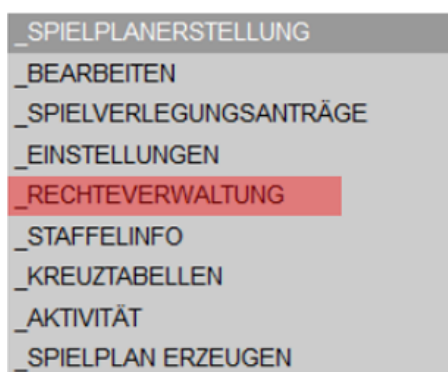 _SPIELPLANERSTELLUNG
_BEARBEITEN
_SPIELVERLEGUNGSANTRÄGE
_EINSTELLUNGEN
_RECHTEVERWALTUNG
_STAFFELINFO
_KREUZTABELLEN
_AKTIVITÄT
_SPIELPLAN ERZEUGEN